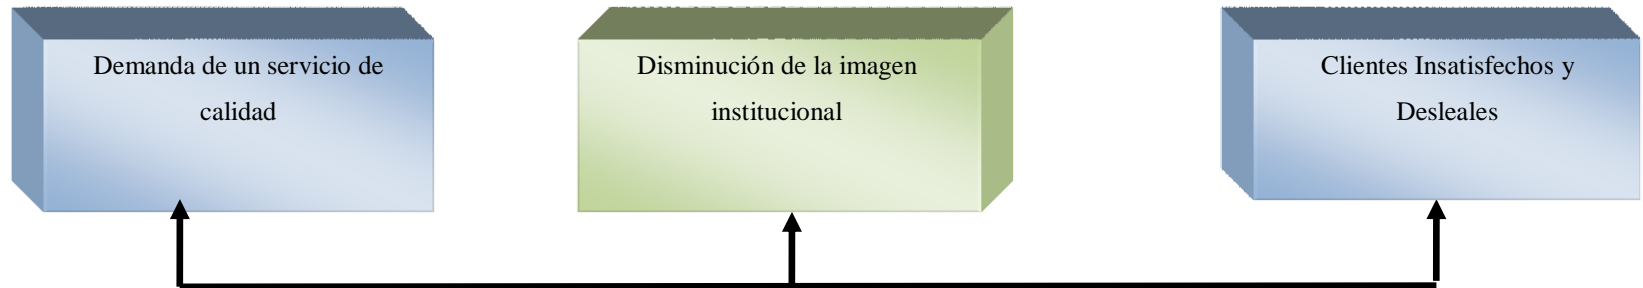 Demanda de un servicio de
calidad
Disminución de la imagen
institucional
Clientes Insatisfechos y
Desleales